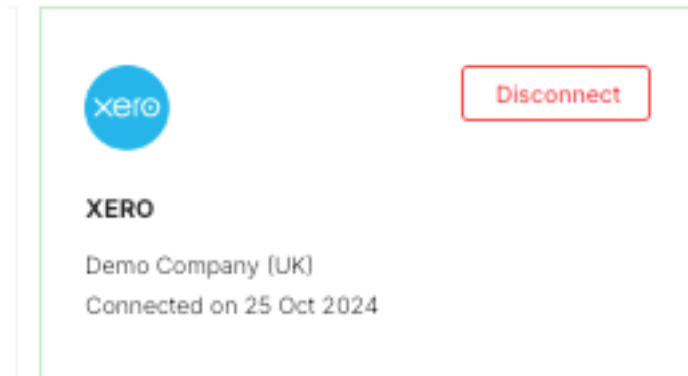 xero
Disconnect
XERO
Demo Company (UK)
Connected on 25 Oct 2024